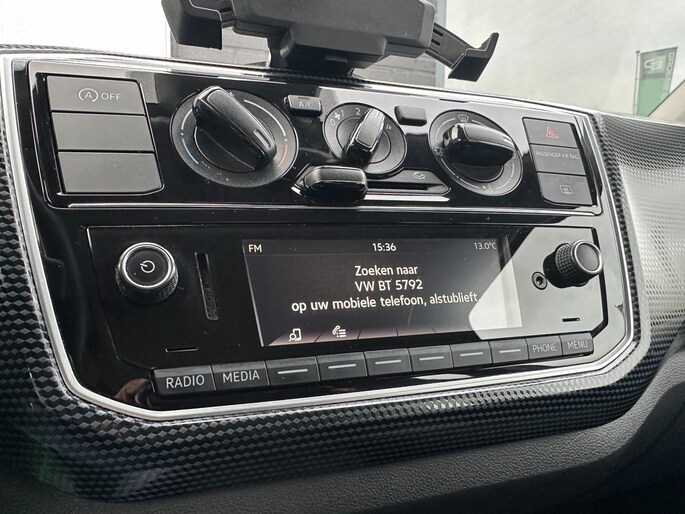 A OFF
A/C
PASSENGER AIR BAG
FM 15:36 13.0°C
Zoeken naar
VW BT 5792
op uw mobiele telefoon, alstublieft.
RADIO MEDIA PHONE MENU